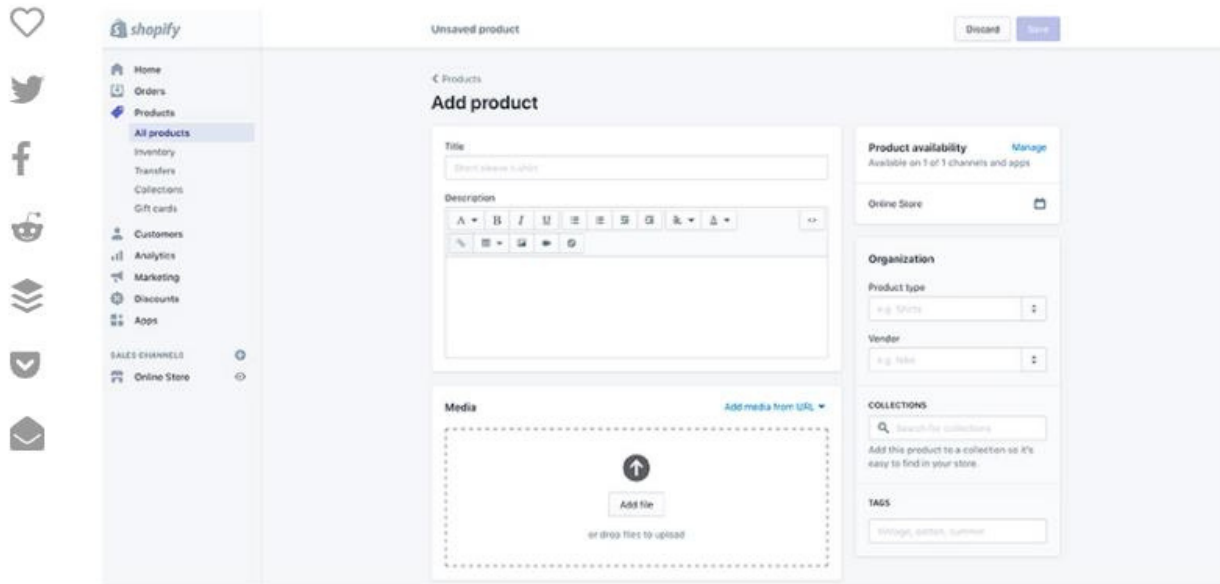 shopify
Unsaved product
Discard
Save
Home
Orders
Products
All products
Inventory
Transfers
Collections
Gift cards
Customers
Analytics
Marketing
Discounts
Apps
SALES CHANNELS
Online Store
Products
Add product
Title
Short sleeve t-shirt
Description
A B I U A
Media
Add media from URL
Add file
or drop files to upload
Product availability
Manage
Available on 1 of 1 channels and apps
Online Store
Organization
Product type
e.g. Shirts
Vendor
e.g. Nike
COLLECTIONS
Search for collections
Add this product to a collection so it's
easy to find in your store.
TAGS
Vintage, cotton, summer